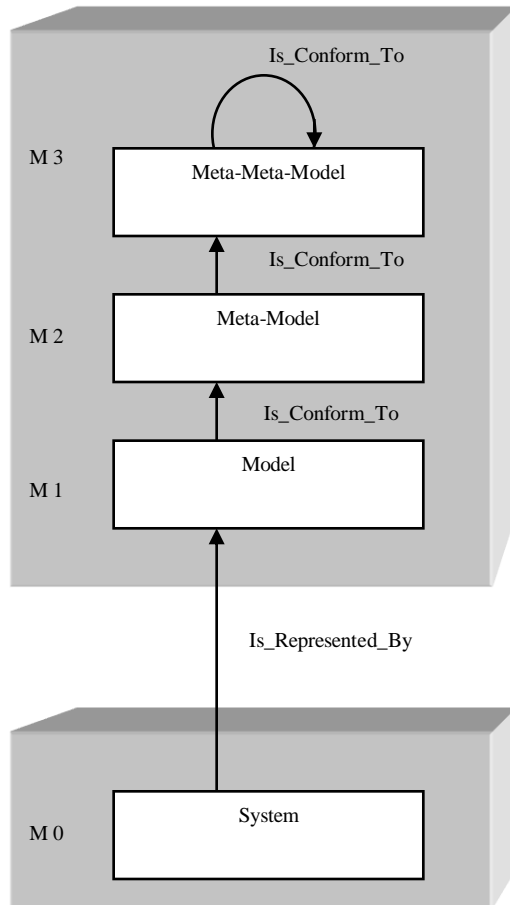 Is_Conform_To
M 3
Meta-Meta-Model
Is_Conform_To
Meta-Model
M 2
Is_Conform_To
Model
M 1
Is_Represented_By
System
M 0